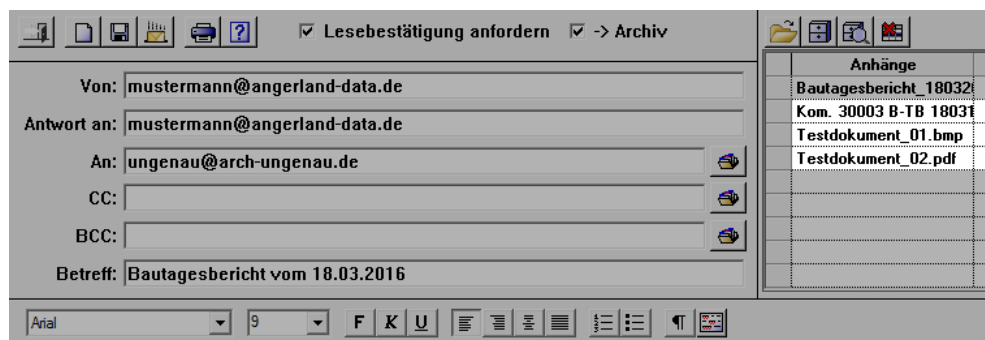 Lesebestätigung anfordern -> Archiv
Von: mustermann@angerland-data.de
Antwort an: mustermann@angerland-data.de
An: ungenau@arch-ungenau.de
CC:
BCC:
Betreff: Bautagesbericht vom 18.03.2016
Anhänge
Bautagesbericht_18032
Kom. 30003 B-TB 1803
Testdokument_01.bmp
Testdokument_02.pdf
Arial 9 F K U ¶